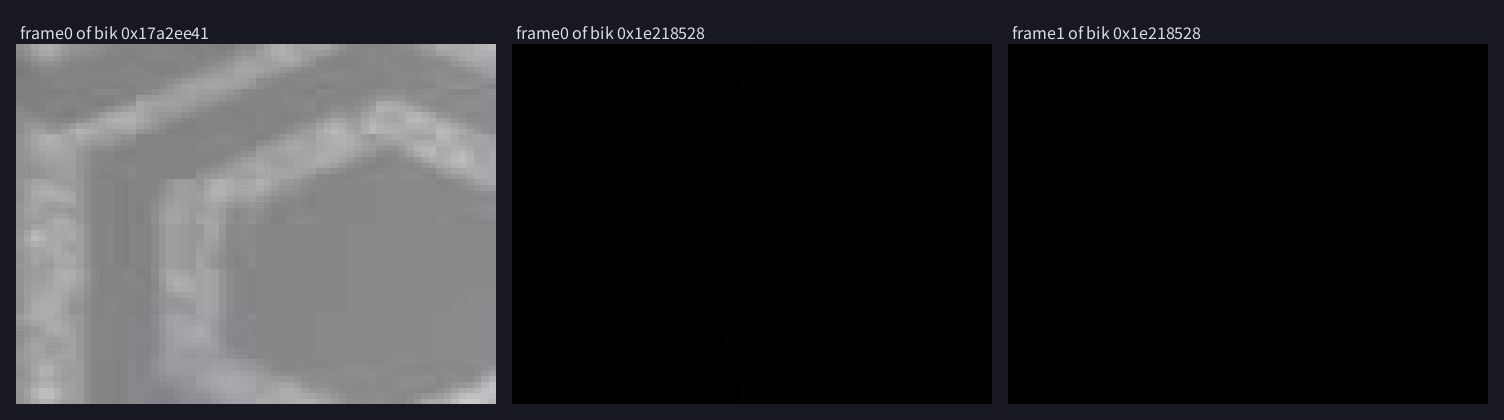 frame0 of bik 0x17a2ee41
frame0 of bik 0x1e218528
frame1 of bik 0x1e218528